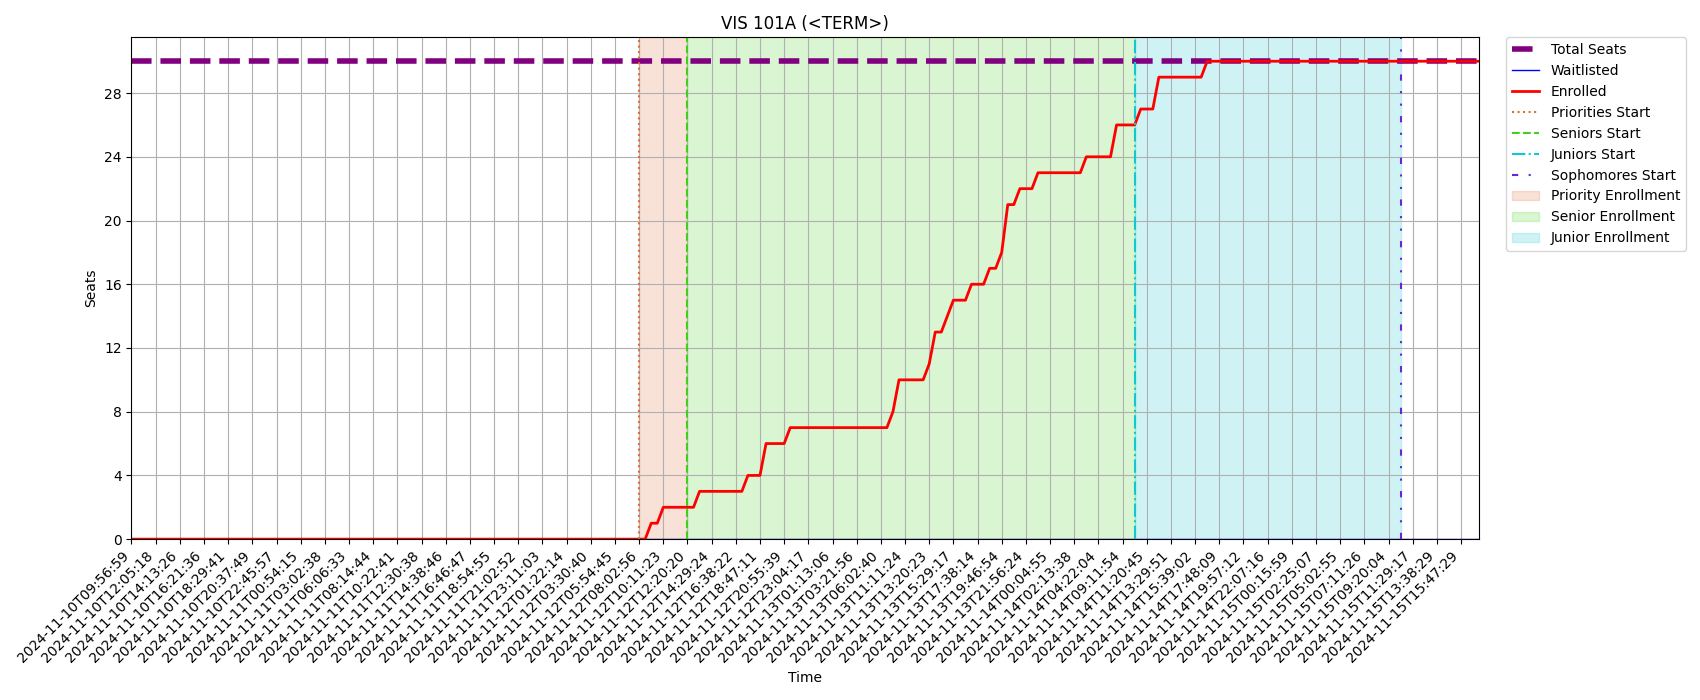 VIS 101A (<TERM>)
Total Seats
Waitlisted
Enrolled
Priorities Start
Seniors Start
Juniors Start
Sophomores Start
Priority Enrollment
Senior Enrollment
Junior Enrollment
Seats
28
24
20
16
12
8
4
0
2024-11-10T09:56:59
2024-11-10T12:05:18
2024-11-10T14:13:26
2024-11-10T16:21:36
2024-11-10T18:29:41
2024-11-10T20:37:49
2024-11-10T22:45:57
2024-11-11T00:54:15
2024-11-11T03:02:38
2024-11-11T06:06:33
2024-11-11T08:14:44
2024-11-11T10:22:41
2024-11-11T12:30:38
2024-11-11T14:38:46
2024-11-11T16:46:47
2024-11-11T18:54:55
2024-11-11T21:02:52
2024-11-11T23:11:03
2024-11-12T01:22:14
2024-11-12T03:30:40
2024-11-12T05:54:45
2024-11-12T08:02:56
2024-11-12T10:11:23
2024-11-12T12:20:20
2024-11-12T14:29:24
2024-11-12T16:38:22
2024-11-12T18:47:11
2024-11-12T20:55:39
2024-11-12T23:04:17
2024-11-13T01:13:06
2024-11-13T03:21:56
2024-11-13T06:02:40
2024-11-13T11:11:24
2024-11-13T13:20:23
2024-11-13T15:29:17
2024-11-13T17:38:14
2024-11-13T19:46:54
2024-11-13T21:56:24
2024-11-14T00:04:55
2024-11-14T02:13:38
2024-11-14T04:22:04
2024-11-14T09:11:54
2024-11-14T11:20:45
2024-11-14T13:29:51
2024-11-14T15:39:02
2024-11-14T17:48:09
2024-11-14T19:57:12
2024-11-14T22:07:16
2024-11-15T00:15:59
2024-11-15T02:25:07
2024-11-15T05:02:55
2024-11-15T07:11:26
2024-11-15T09:20:04
2024-11-15T11:29:17
2024-11-15T13:38:29
2024-11-15T15:47:29
Time